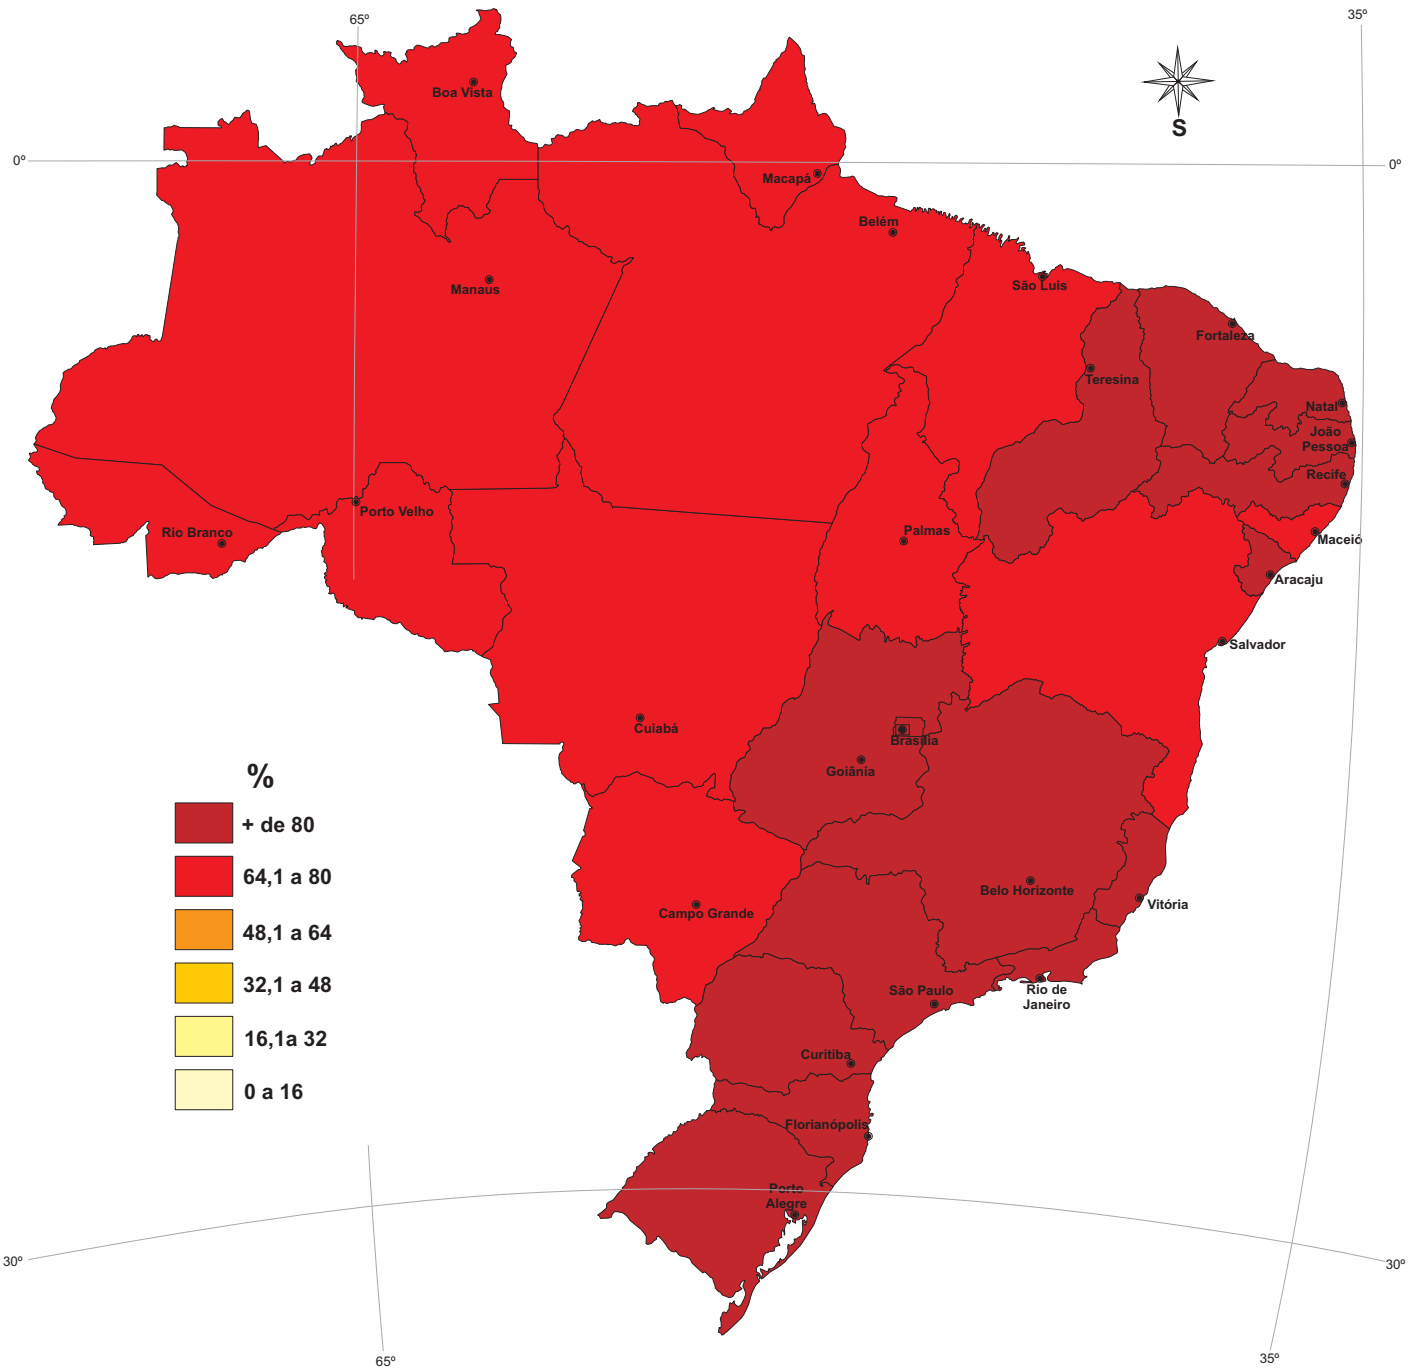 65º
35º
Boa Vista
S
0º
0º
Macapá
Belém
São Luis
Manaus
Fortaleza
Teresina
Natal
João
Pessoa
Recife
Porto Velho
Rio Branco
Palmas
Maceió
Aracaju
Salvador
Cuiabá
Brasília
Goiânia
%
+ de 80
64,1 a 80
48,1 a 64
32,1 a 48
16,1a 32
0 a 16
Belo Horizonte
Vitória
Campo Grande
São Paulo
Rio de
Janeiro
Curitiba
Florianópolis
Porto
Alegre
30º
30º
65º
35º